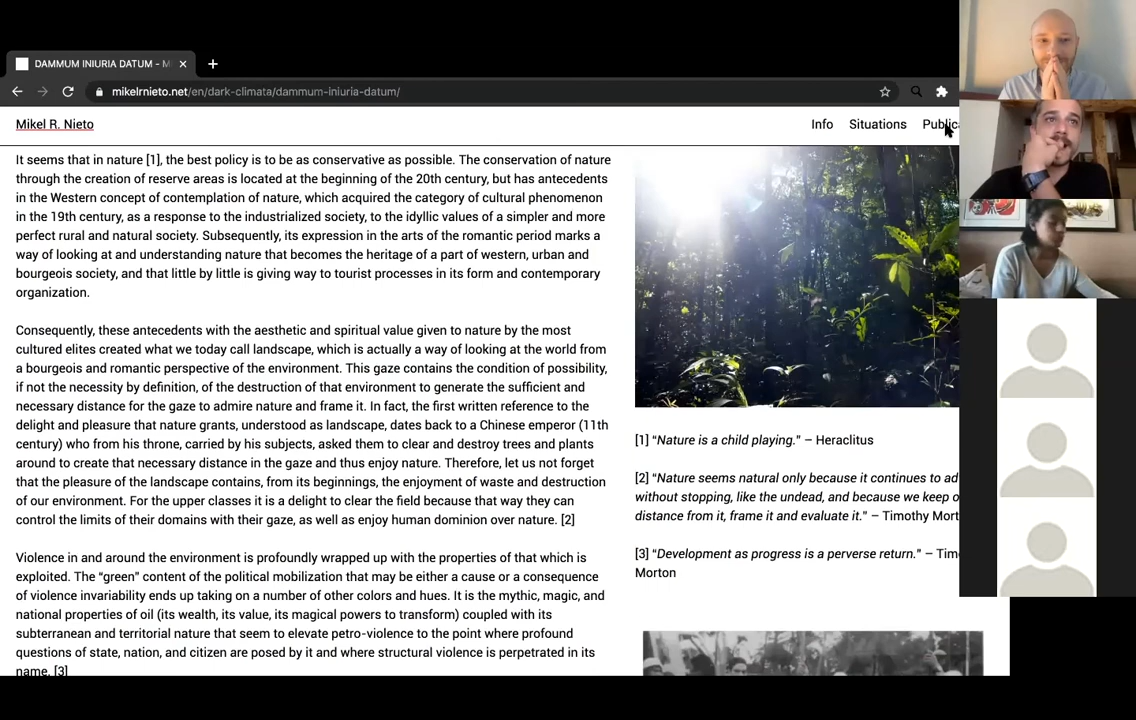 DAMMUM INIURIA DATUM - M
mikelrnieto.net/en/dark-climata/dammum-iniuria-datum/
Mikel R. Nieto
Info Situations Publica
It seems that in nature [1], the best policy is to be as conservative as possible. The conservation of nature
through the creation of reserve areas is located at the beginning of the 20th century, but has antecedents
in the Western concept of contemplation of nature, which acquired the category of cultural phenomenon
in the 19th century, as a response to the industrialized society, to the idyllic values of a simpler and more
perfect rural and natural society. Subsequently, its expression in the arts of the romantic period marks a
way of looking at and understanding nature that becomes the heritage of a part of western, urban and
bourgeois society, and that little by little is giving way to tourist processes in its form and contemporary
organization.
Consequently, these antecedents with the aesthetic and spiritual value given to nature by the most
cultured elites created what we today call landscape, which is actually a way of looking at the world from
a bourgeois and romantic perspective of the environment. This gaze contains the condition of possibility,
if not the necessity by definition, of the destruction of that environment to generate the sufficient and
necessary distance for the gaze to admire nature and frame it. In fact, the first written reference to the
delight and pleasure that nature grants, understood as landscape, dates back to a Chinese emperor (11th
century) who from his throne, carried by his subjects, asked them to clear and destroy trees and plants
around to create that necessary distance in the gaze and thus enjoy nature. Therefore, let us not forget
that the pleasure of the landscape contains, from its beginnings, the enjoyment of waste and destruction
of our environment. For the upper classes it is a delight to clear the field because that way they can
control the limits of their domains with their gaze, as well as enjoy human dominion over nature. [2]
Violence in and around the environment is profoundly wrapped up with the properties of that which is
exploited. The “green” content of the political mobilization that may be either a cause or a consequence
of violence invariability ends up taking on a number of other colors and hues. It is the mythic, magic, and
national properties of oil (its wealth, its value, its magical powers to transform) coupled with its
subterranean and territorial nature that seem to elevate petro-violence to the point where profound
questions of state, nation, and citizen are posed by it and where structural violence is perpetrated in its
name. [3]
[1] “Nature is a child playing.” – Heraclitus
[2] “Nature seems natural only because it continues to ad
without stopping, like the undead, and because we keep o
distance from it, frame it and evaluate it.” – Timothy Mort
[3] “Development as progress is a perverse return.” – Tim
Morton